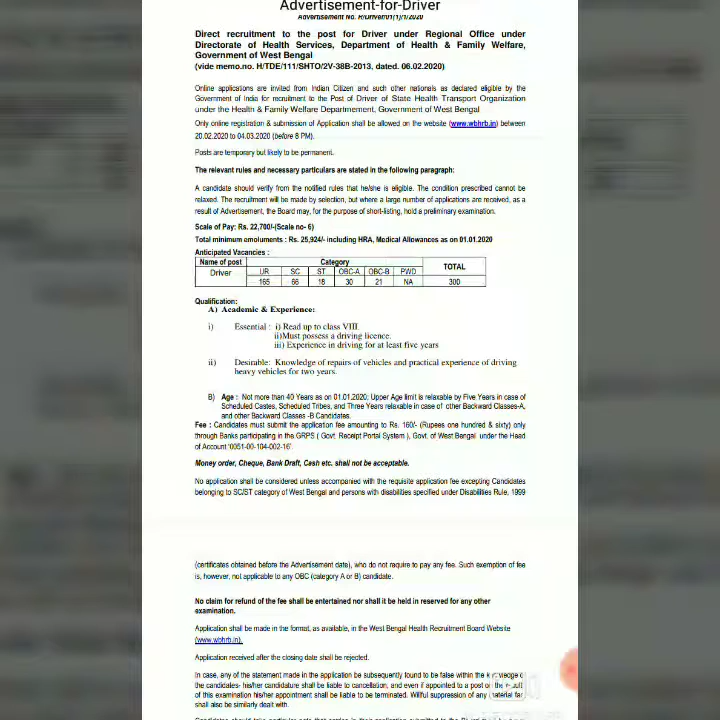 Advertisement-for-Driver
Advertisement No. R/Driver/01(1)/1/2020
Direct recruitment to the post for Driver under Regional Office under
Directorate of Health Services, Department of Health & Family Welfare,
Government of West Bengal
(vide memo.no. H/TDE/111/SHTO/2V-38B-2013, dated. 06.02.2020)
Online applications are invited from Indian Citizen and such other nationals as declared eligible by the
Government of India for recruitment to the Post of Driver of State Health Transport Organization
under the Health & Family Welfare Departmement, Government of West Bengal
Only online registration & submission of Application shall be allowed on the website (www.wbhrb.in) between
20.02.2020 to 04.03.2020 (before 8 PM).
Posts are temporary but likely to be permanent.
The relevant rules and necessary particulars are stated in the following paragraph:
A candidate should verify from the notified rules that he/she is eligible. The condition prescribed cannot be
relaxed. The recruitment will be made by selection, but where a large number of applications are received, as a
result of Advertisement, the Board may, for the purpose of short-listing, hold a preliminary examination.
Scale of Pay: Rs. 22,700/-(Scale no- 6)
Total minimum emoluments : Rs. 25,924/- including HRA, Medical Allowances as on 01.01.2020
Anticipated Vacancies :
Name of post Category TOTAL
Driver UR SC ST OBC-A OBC-B PWD
165 66 18 30 21 NA 300
Qualification:
A) Academic & Experience:
i) Essential : i) Read up to class VIII
ii)Must possess a driving licence.
iii) Experience in driving for at least five years
ii) Desirable: Knowledge of repairs of vehicles and practical experience of driving
heavy vehicles for two years.
B) Age : Not more than 40 Years as on 01.01.2020; Upper Age limit is relaxable by Five Years in case of
Scheduled Castes, Scheduled Tribes, and Three Years relaxable in case of other Backward Classes-A,
and other Backward Classes -B Candidates.
Fee : Candidates must submit the application fee amounting to Rs. 160/- (Rupees one hundred & sixty) only
through Banks participating in the GRPS ( Govt. Receipt Portal System ), Govt. of West Bengal under the Head
of Account '0051-00-104-002-16'.
Money order, Cheque, Bank Draft, Cash etc. shall not be acceptable.
No application shall be considered unless accompanied with the requisite application fee excepting Candidates
belonging to SC/ST category of West Bengal and persons with disabilities specified under Disabilities Rule, 1999
(certificates obtained before the Advertisement date), who do not require to pay any fee. Such exemption of fee
is, however, not applicable to any OBC (category A or B) candidate.
No claim for refund of the fee shall be entertained nor shall it be held in reserved for any other
examination.
Application shall be made in the format, as available, in the West Bengal Health Recruitment Board Website
(www.wbhrb.in).
Application received after the closing date shall be rejected.
In case, any of the statement made in the application be subsequently found to be false within the knowledge o
the candidates- his/her candidature shall be liable to cancellation, and even if appointed to a post on the result
of this examination his/her appointment shall be liable to be terminated. Willful suppression of any material fa
shall also be similarly dealt with.